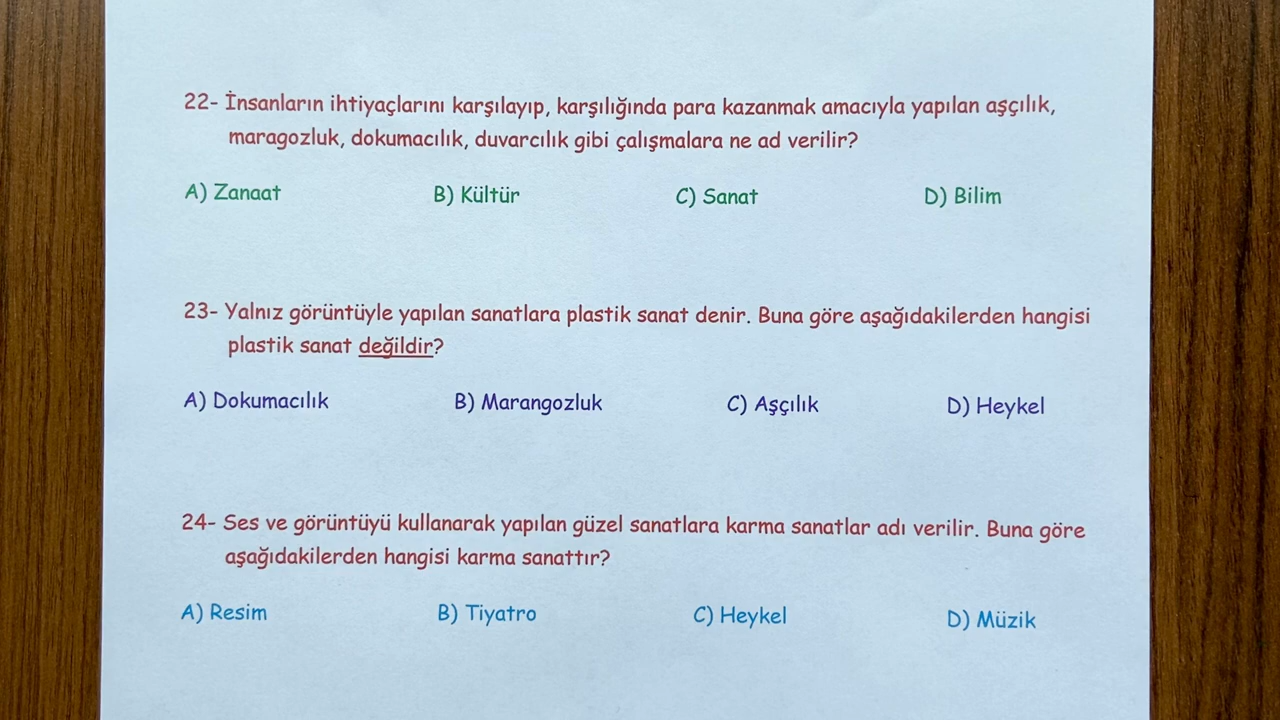 22- İnsanların ihtiyaçlarını karşılayıp, karşılığında para kazanmak amacıyla yapılan aşçılık,
maragozluk, dokumacılık, duvarcılık gibi çalışmalara ne ad verilir?
A) Zanaat B) Kültür C) Sanat D) Bilim
23- Yalnız görüntüyle yapılan sanatlara plastik sanat denir. Buna göre aşağıdakilerden hangisi
plastik sanat değildir?
A) Dokumacılık B) Marangozluk C) Aşçılık D) Heykel
24- Ses ve görüntüyü kullanarak yapılan güzel sanatlara karma sanatlar adı verilir. Buna göre
aşağıdakilerden hangisi karma sanattır?
A) Resim B) Tiyatro C) Heykel D) Müzik